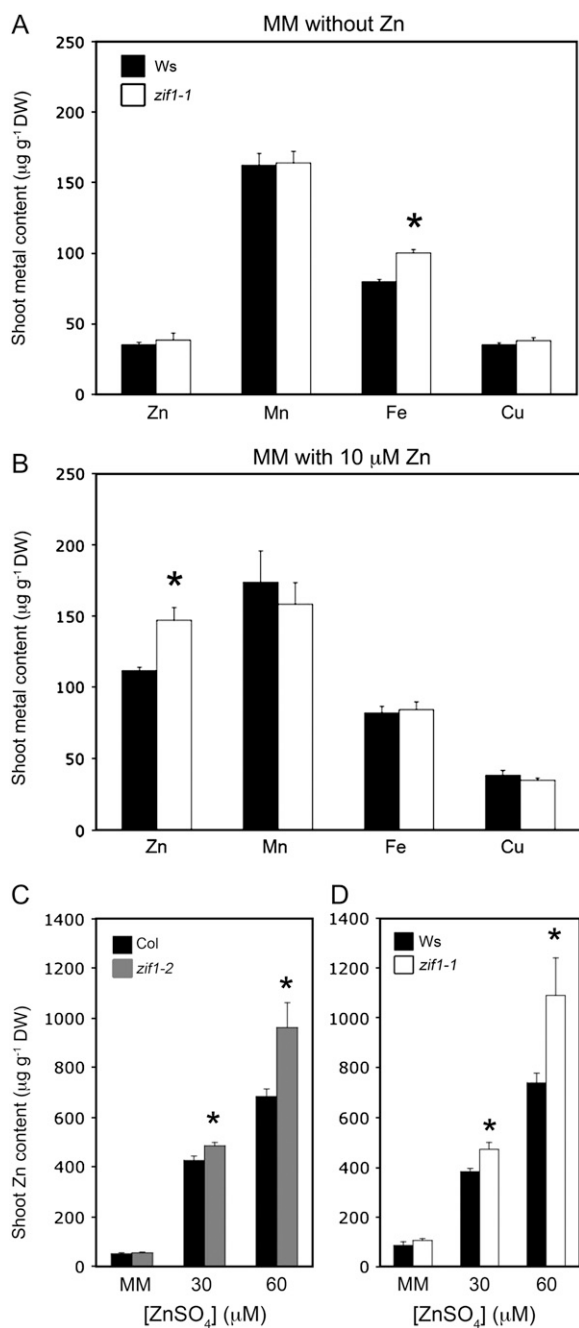 A
MM without Zn
Shoot metal content (µg g⁻¹ DW)
250
200
150
100
50
0
Ws
zif1-1
*
Zn Mn Fe Cu
B
MM with 10 µM Zn
Shoot metal content (µg g⁻¹ DW)
250
200
150
100
50
0
*
Zn Mn Fe Cu
C
Shoot Zn content (µg g⁻¹ DW)
1400
1200
1000
800
600
400
200
0
Col
zif1-2
*
*
MM 30 60
[ZnSO₄] (µM)
D
1400
1200
1000
800
600
400
200
0
Ws
zif1-1
*
*
MM 30 60
[ZnSO₄] (µM)